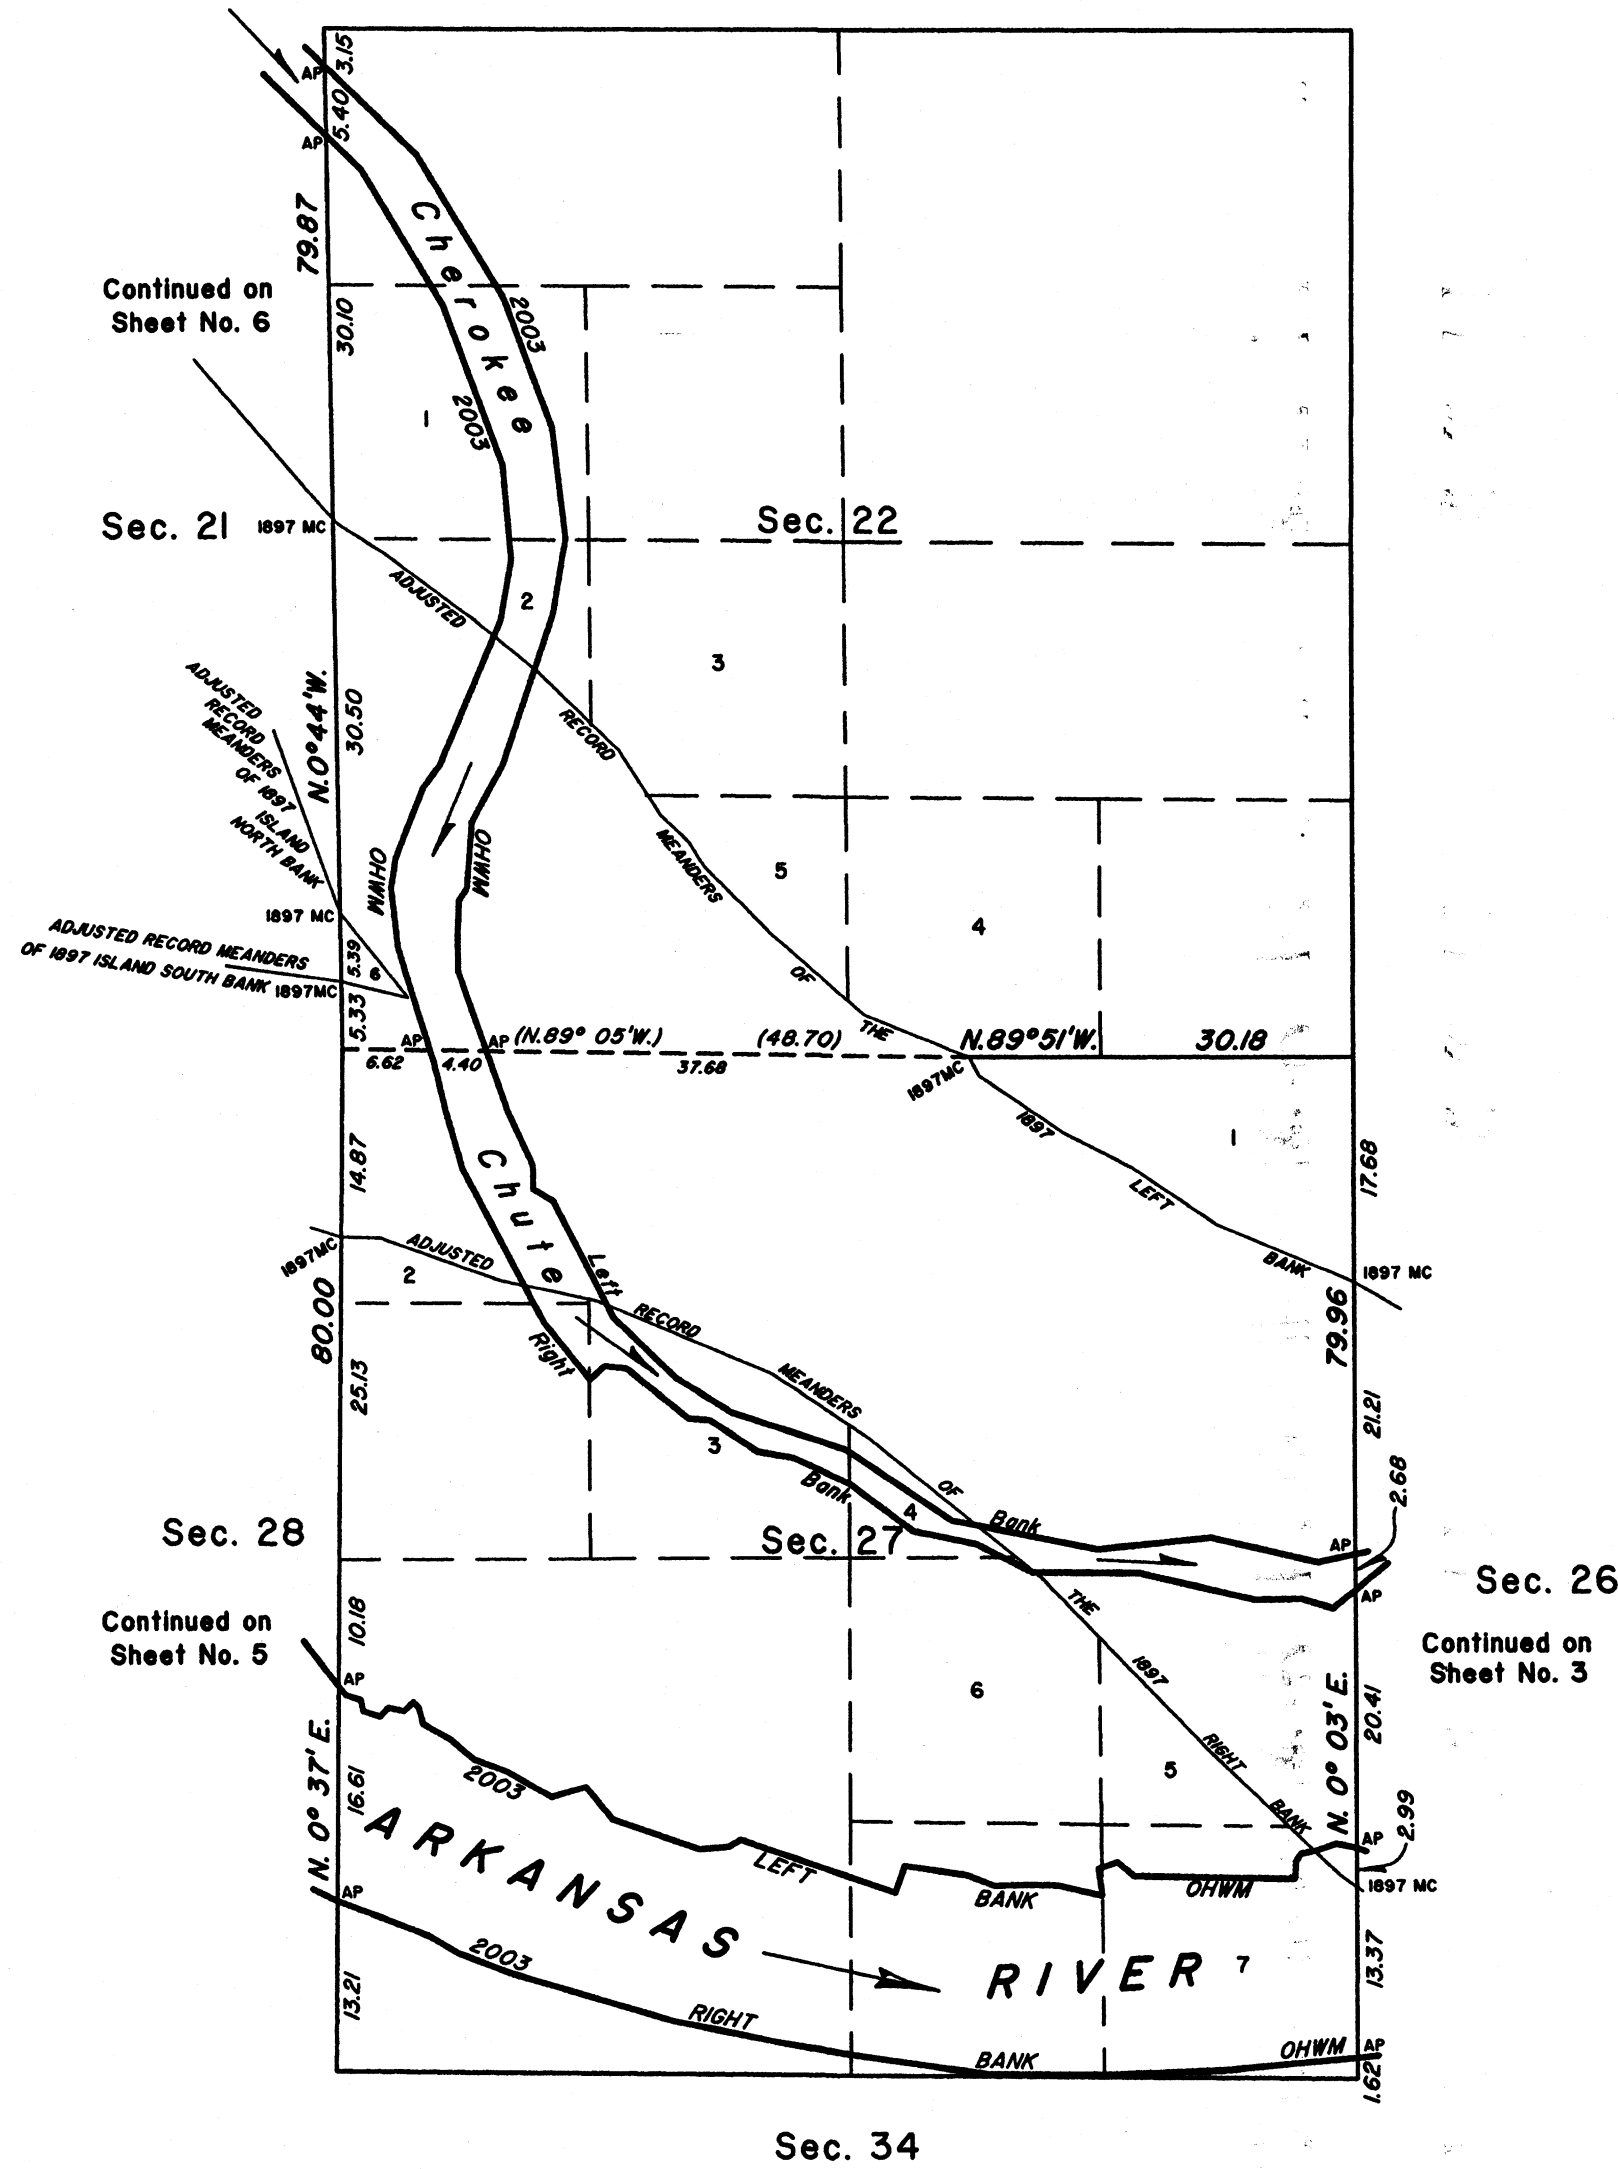 3.15
AP
5.40
AP
Cherokee
79.87
Continued on
Sheet No. 6
30.10
2003
2003
1
Sec. 21
1897 MC
Sec. 22
ADJUSTED
2
3
RECORD
N.0°44'W.
30.50
ADJUSTED
RECORD
MEANDERS
OF 1897
ISLAND
NORTH BANK
OHWM
OHWM
MEANDERS
5
4
1897 MC
ADJUSTED RECORD MEANDERS
OF 1897 ISLAND SOUTH BANK
1897MC
5.39
6
5.33
OF
THE
AP
AP
(N.89° 05'W.)
(48.70)
N.89°51'W.
30.18
6.62
4.40
37.68
1897MC
1897
1
14.87
Chute
17.68
LEFT
1897MC
ADJUSTED
2
Left
BANK
1897 MC
80.00
RECORD
79.96
Right
25.13
MEANDERS
21.21
3
Bank
OF
4
Bank
2.68
Sec. 28
Sec. 27
AP
Sec. 26
AP
THE
Continued on
Sheet No. 5
10.18
Continued on
Sheet No. 3
AP
1897
6
N. 0° 03' E.
20.41
N. 0° 37' E.
16.61
2003
RIGHT
5
BANK
AP
2.99
ARKANSAS
LEFT
BANK
OHWM
1897 MC
AP
2003
RIVER
7
13.37
13.21
RIGHT
BANK
OHWM
AP
1.62
Sec. 34